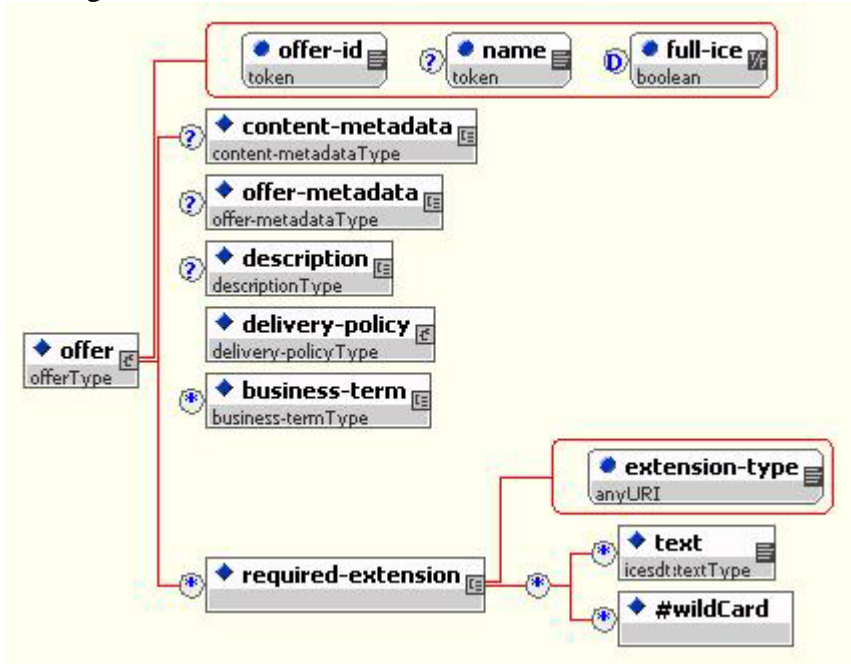 offer-id
token
?
name
token
D
full-ice
boolean
?
content-metadata
content-metadataType
?
offer-metadata
offer-metadataType
?
description
descriptionType
delivery-policy
delivery-policyType
offer
offerType
*
business-term
business-termType
extension-type
anyURI
*
required-extension
*
*
text
icesdt:textType
*
#wildCard